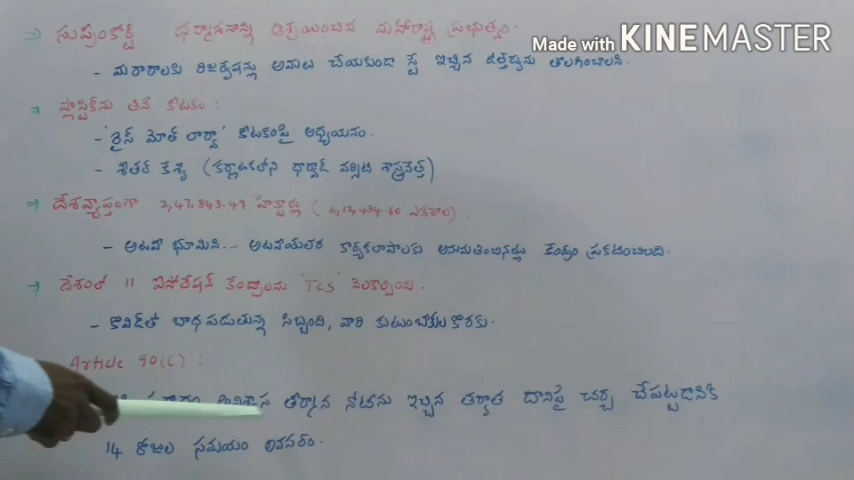 ⇒ సుప్రీంకోర్ట్ ధర్మాసనాన్ని ఆశ్రయించిన మహారాష్ట్ర ప్రభుత్వం.
Made with KINEMASTER
- మరాఠాలకు రిజర్వేషన్లు అమలు చేయకుండా స్టే ఇచ్చిన ఉత్తర్వును తొలగించాలని.
⇒ ప్లాస్టిక్‌ను తినే కీటకం:
- 'రైస్ మోత్ లార్వా' కీటకంపై అధ్యయనం.
- శీతల్ కేశ్వ (కర్ణాటకలోని ధార్వాడ్ వర్సిటీ శాస్త్రవేత్త)
⇒ దేశవ్యాప్తంగా 2,47,843.47 హెక్టార్లు ( 6,13,434.60 ఎకరాలు).
- అటవీ భూమిని... అటవీయేతర కార్యకలాపాలకు అనుమతించినట్లు కేంద్రం ప్రకటించింది.
⇒ దేశంలో 11 ఐసోలేషన్ కేంద్రాలను 'TCS' నెలకొల్పింది.
- కోవిడ్‌తో బాధపడుతున్న సిబ్బంది, వారి కుటుంబీకుల కొరకు.
Article 90(C) :
తీర్మాన నోటీసు ఇచ్చిన తర్వాత దానిపై చర్చ చేపట్టడానికి
14 రోజుల సమయం అవసరం.